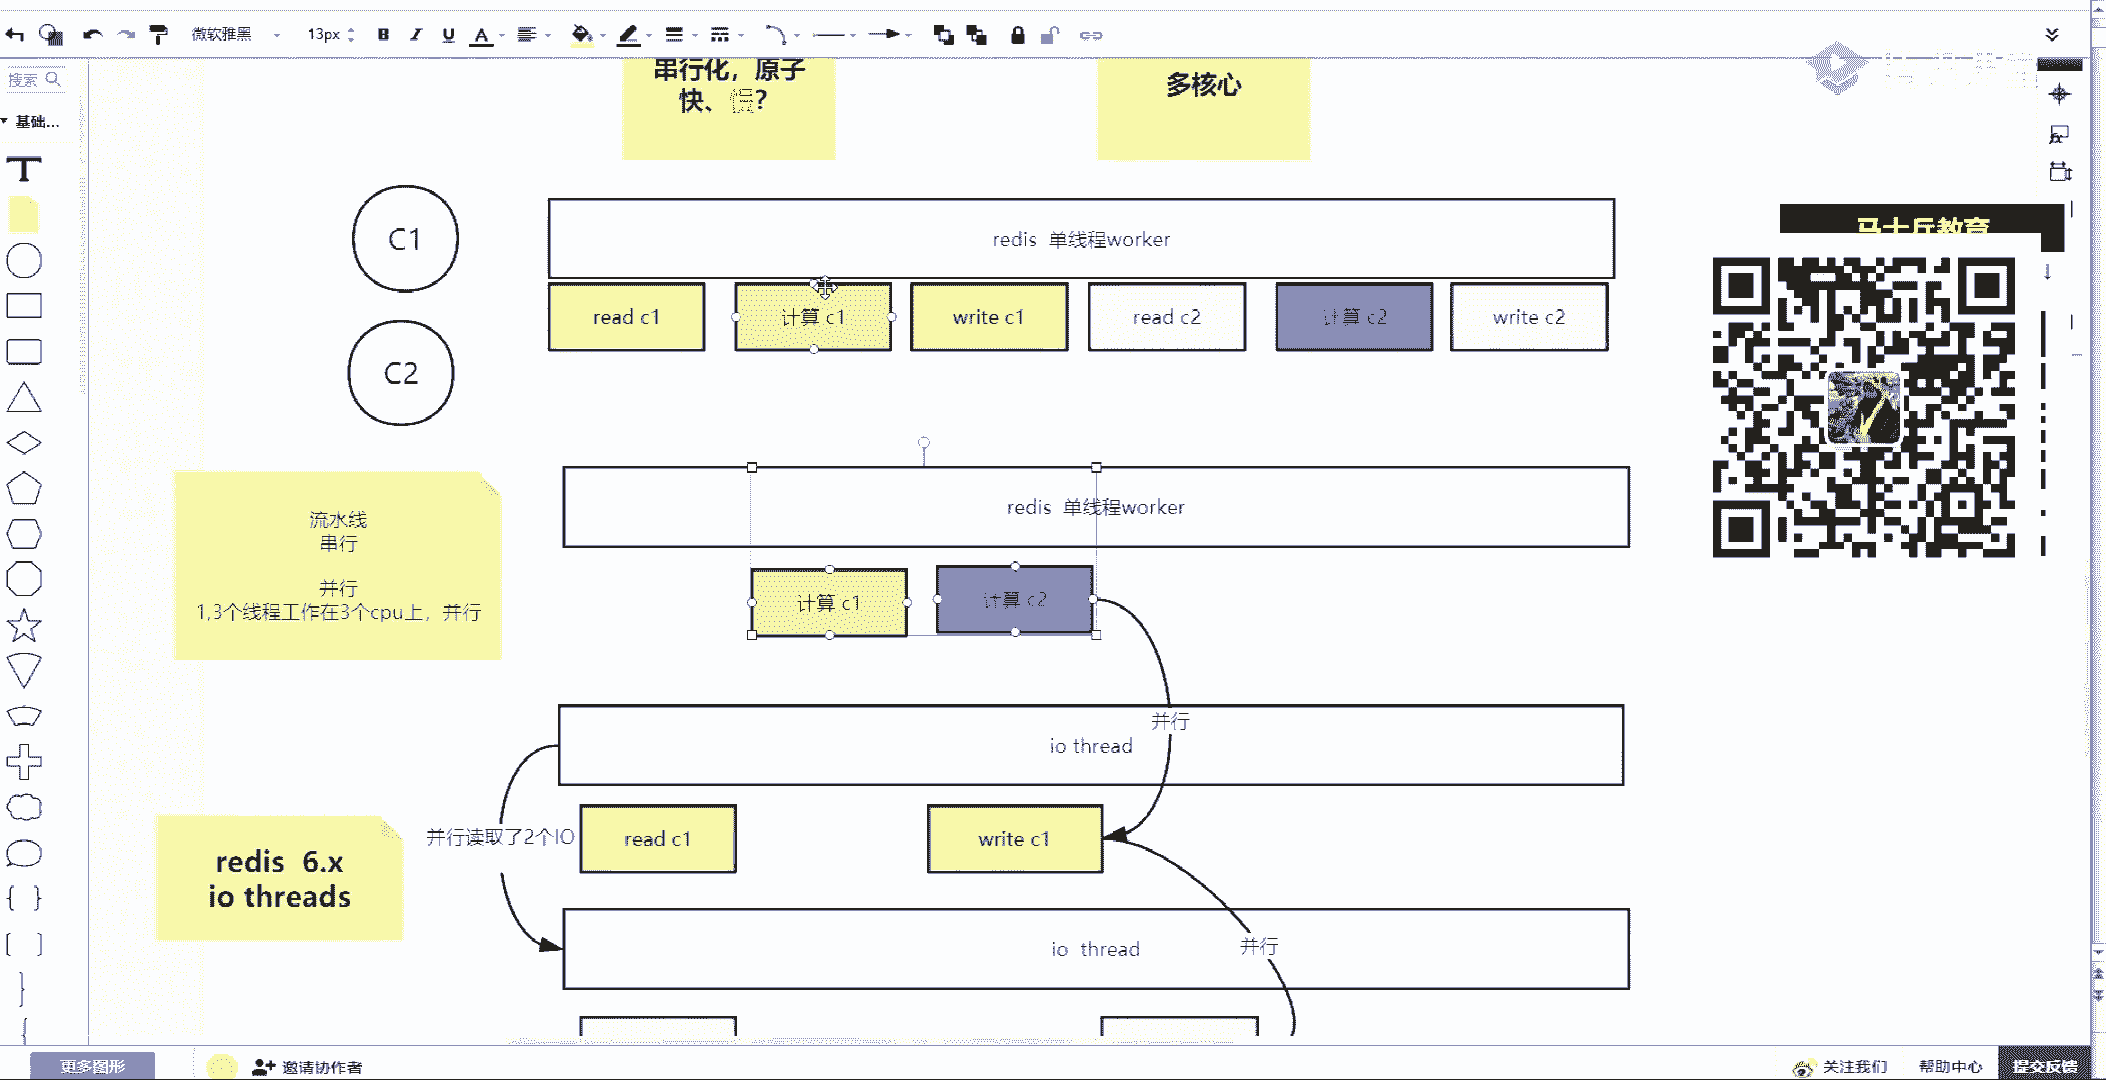 微软雅黑
13px
B
I
U
A
搜索
基础...
T
串行化，原子
快、慢？
多核心
C1
redis 单线程worker
read c1
计算 c1
write c1
read c2
计算 c2
write c2
C2
马士兵教育
流水线
串行
并行
1,3个线程工作在3个cpu上，并行
redis 单线程worker
计算 c1
计算 c2
并行
io thread
并行读取了2个IO
read c1
write c1
redis 6.x
io threads
io thread
并行
更多图形
邀请协作者
关注我们
帮助中心
提交反馈